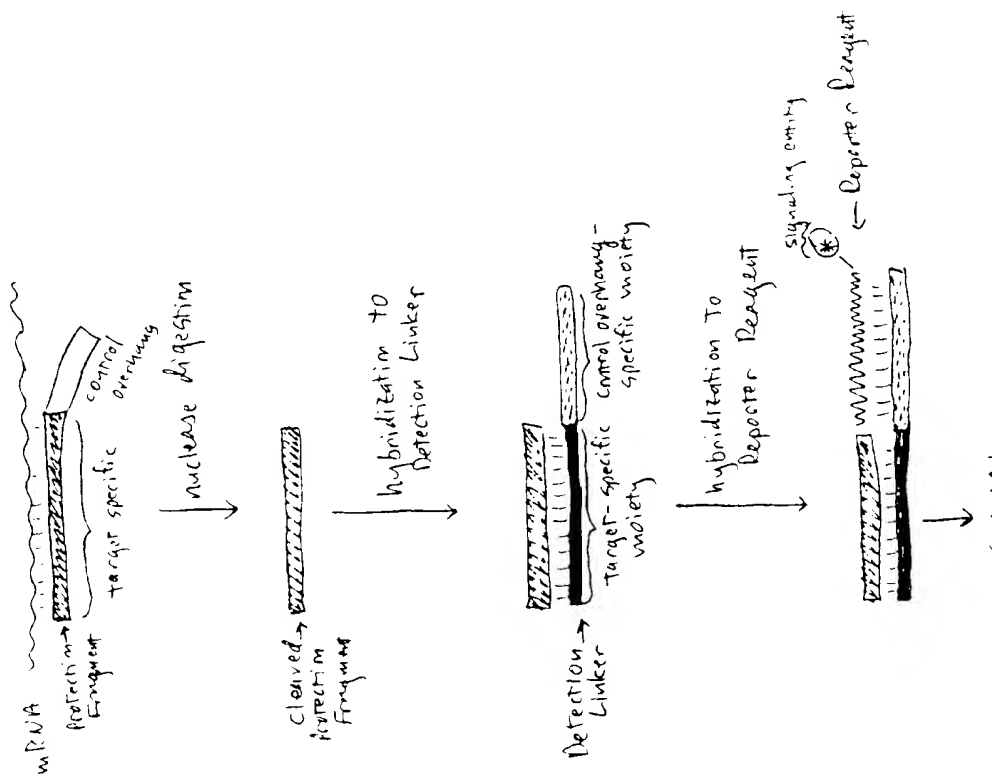 mRNA
Protection
Fragment
target specific
control
overhang
nuclease digestion
Cleaved
Protection
Fragment
hybridization to
Detection Linker
Detection
Linker
target-specific
moiety
control overhang-
specific moiety
hybridization To
Reporter Reagent
signaling entity
*
Reporter Reagent